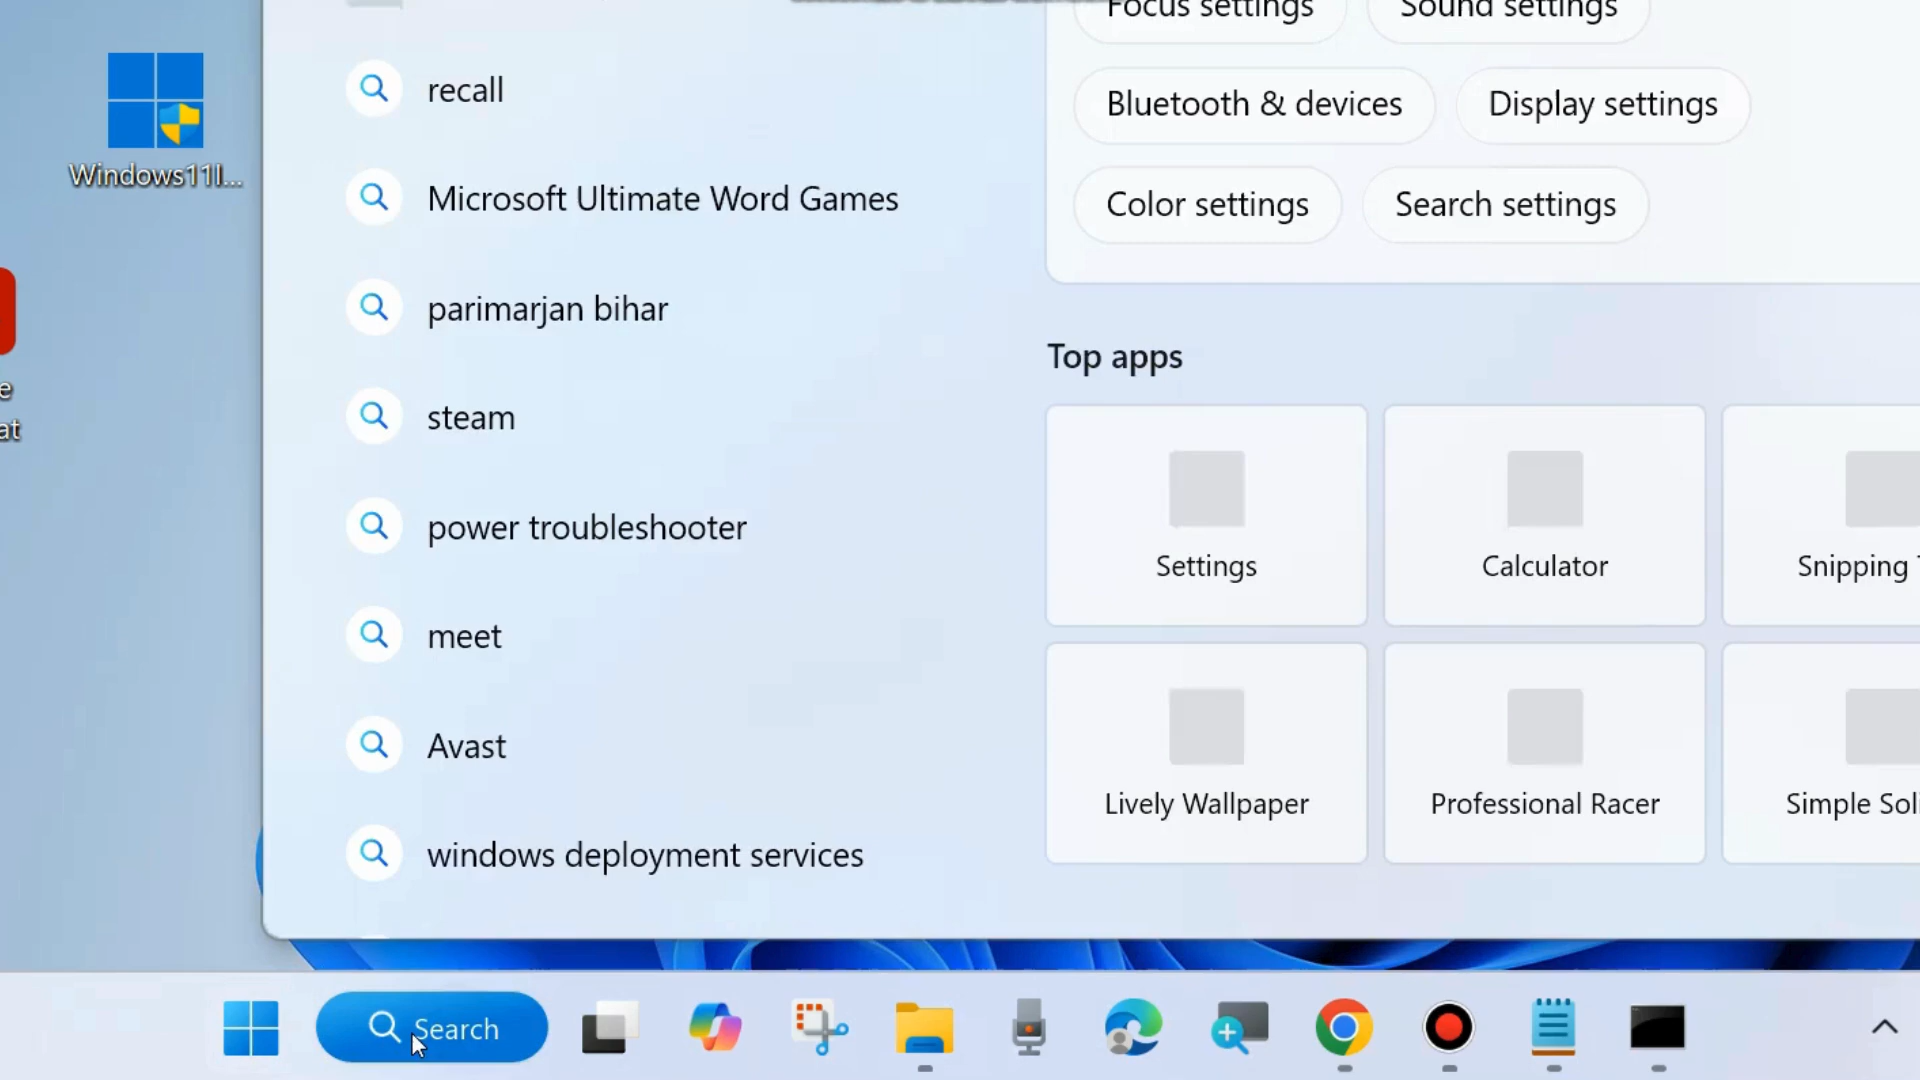 Focus settings
Sound settings
recall
Bluetooth & devices
Display settings
Windows11I...
Microsoft Ultimate Word Games
Color settings
Search settings
parimarjan bihar
Top apps
e
at
steam
power troubleshooter
Settings
Calculator
Snipping
meet
Avast
Lively Wallpaper
Professional Racer
Simple Soli
windows deployment services
Search